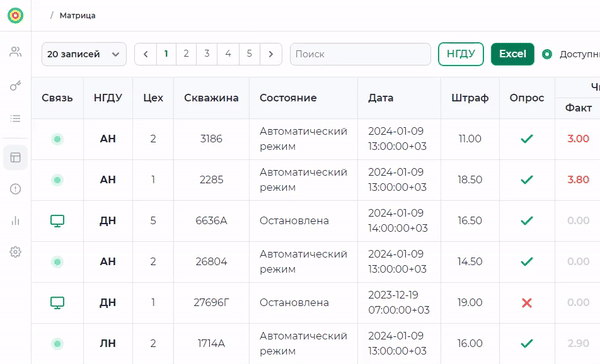 / Матрица
20 записей 1 2 3 4 5 Поиск НГДУ Excel Доступн
Связь НГДУ Цех Скважина Состояние Дата Штраф Опрос Факт
АН 2 3186 Автоматический режим 2024-01-09 13:00:00+03 11.00 3.00
АН 1 2285 Автоматический режим 2024-01-09 13:00:00+03 18.50 3.80
ДН 5 6636А Остановлена 2024-01-09 14:00:00+03 16.50 0.00
АН 2 26804 Автоматический режим 2024-01-09 13:00:00+03 14.50 0.00
ДН 1 27696Г Остановлена 2023-12-19 07:00:00+03 19.00 0.00
ЛН 2 1714А Автоматический режим 2024-01-09 13:00:00+03 16.00 2.90